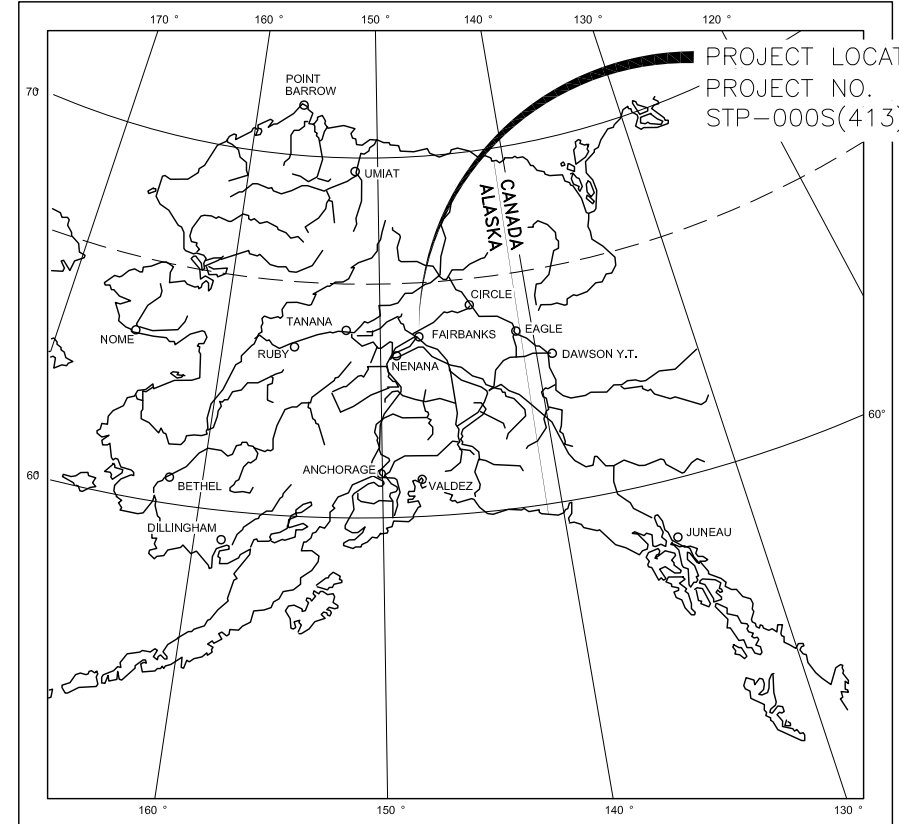 170 ° 160 ° 150 ° 140 ° 130 ° 120 °
PROJECT LOCAT
PROJECT NO.
STP-000S(413)
70
POINT
BARROW
UMIAT
CANADA
ALASKA
CIRCLE
TANANA
EAGLE
NOME
FAIRBANKS
RUBY
DAWSON Y.T.
NENANA
60°
ANCHORAGE
60
BETHEL
VALDEZ
DILLINGHAM
JUNEAU
160 ° 150 ° 140 ° 130 °